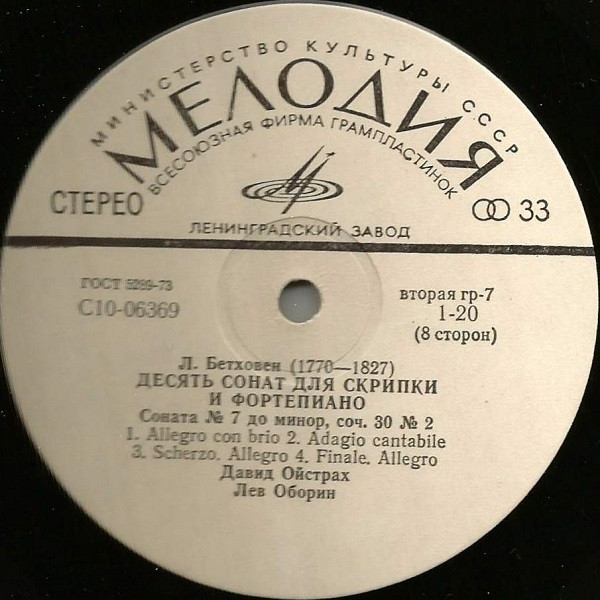 МИНИСТЕРСТВО КУЛЬТУРЫ СССР
МЕЛОДИЯ
ВСЕСОЮЗНАЯ ФИРМА ГРАМПЛАСТИНОК
СТЕРЕО
33
ЛЕНИНГРАДСКИЙ ЗАВОД
ГОСТ 5289-73
С10-06369
вторая гр-7
1-20
(8 сторон)
Л. Бетховен (1770—1827)
ДЕСЯТЬ СОНАТ ДЛЯ СКРИПКИ
И ФОРТЕПИАНО
Соната № 7 до минор, соч. 30 № 2
1. Allegro con brio 2. Adagio cantabile
3. Scherzo. Allegro 4. Finale. Allegro
Давид Ойстрах
Лев Оборин